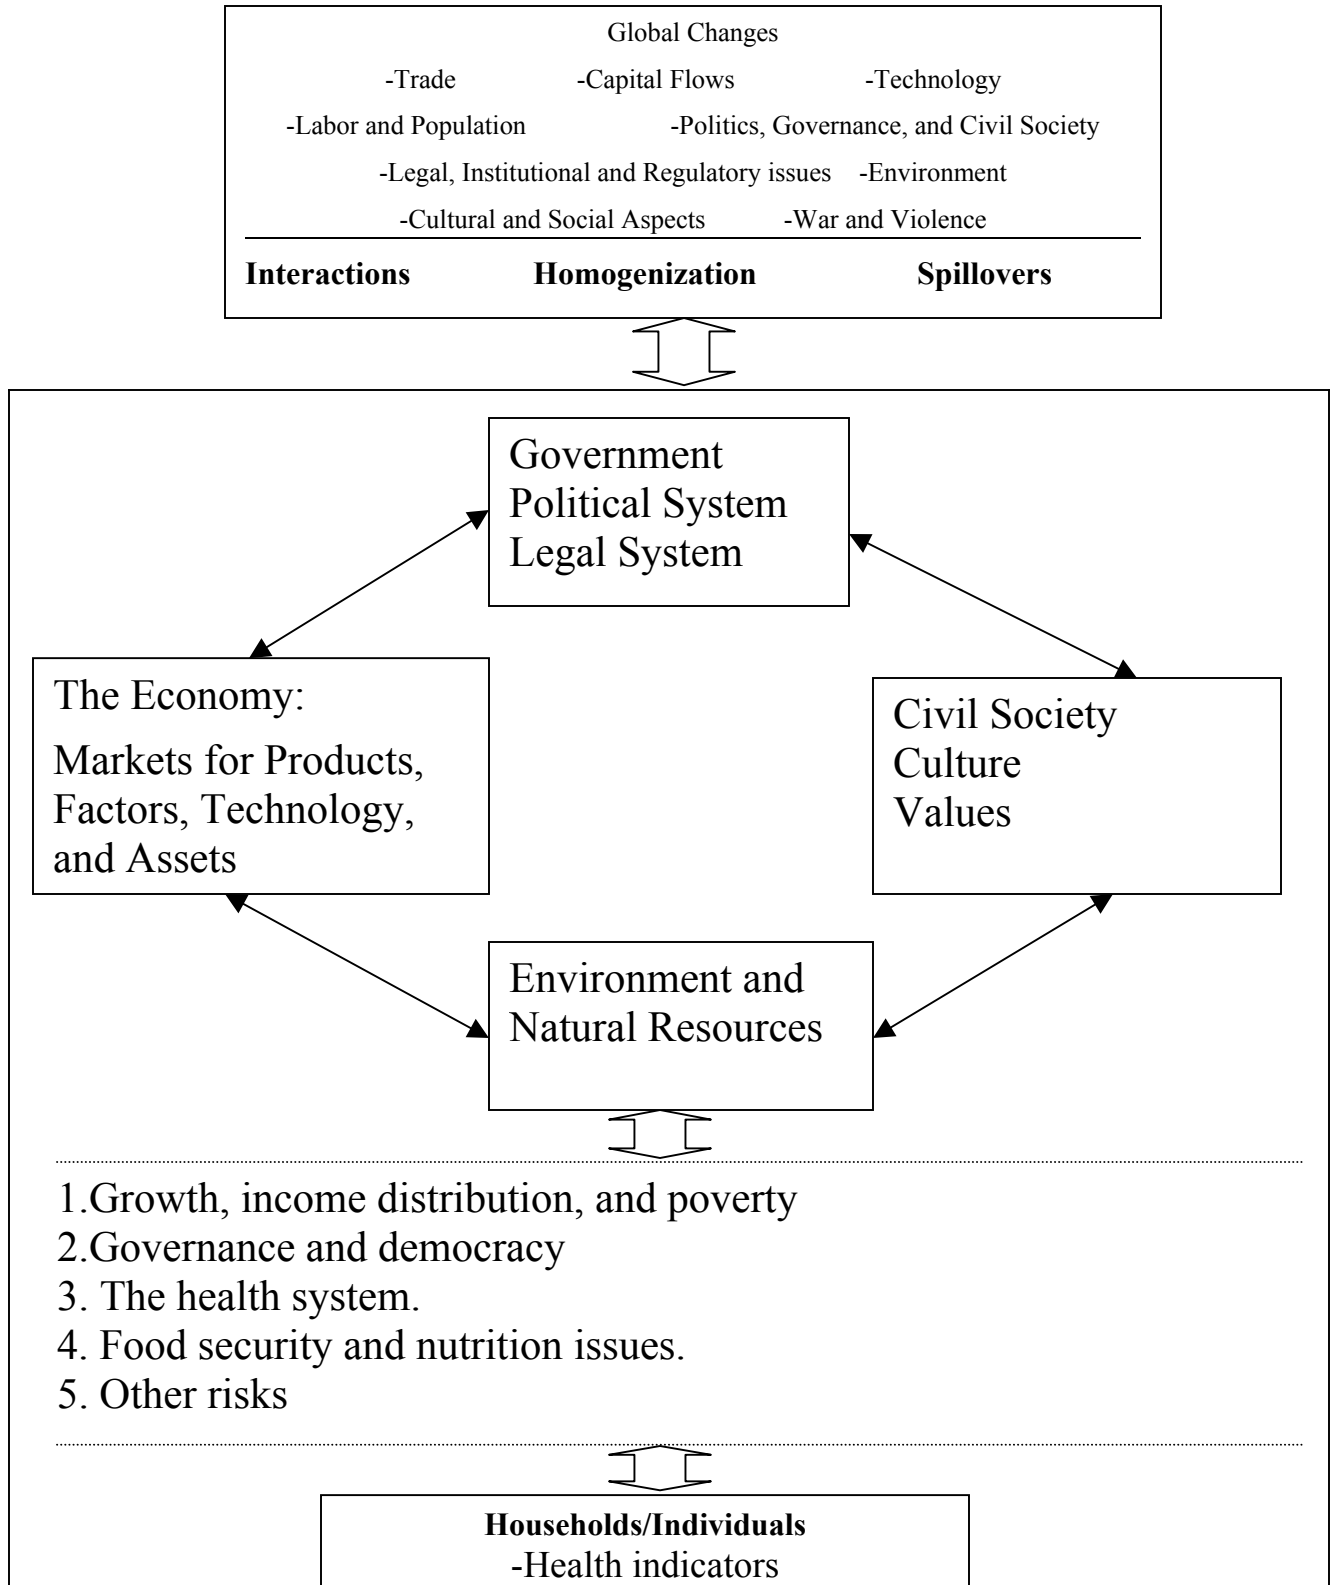 Global Changes
-Trade -Capital Flows -Technology
-Labor and Population -Politics, Governance, and Civil Society
-Legal, Institutional and Regulatory issues -Environment
-Cultural and Social Aspects -War and Violence
Interactions Homogenization Spillovers
Government
Political System
Legal System
The Economy:
Markets for Products,
Factors, Technology,
and Assets
Civil Society
Culture
Values
Environment and
Natural Resources
1.Growth, income distribution, and poverty
2.Governance and democracy
3. The health system.
4. Food security and nutrition issues.
5. Other risks
Households/Individuals
-Health indicators